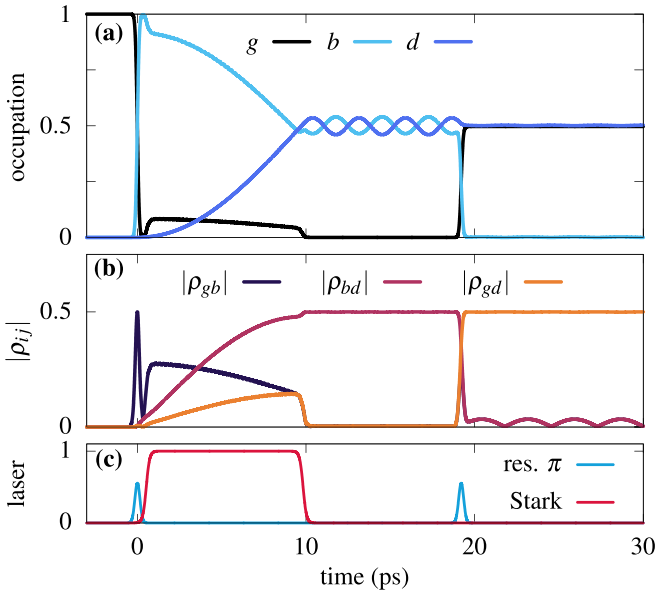 (a) g b d
1
0.5
0
occupation
(b) |ρgb| |ρbd| |ρgd|
0.5
0
|ρij|
(c) res. π
Stark
1
0
laser
0 10 20 30
time (ps)